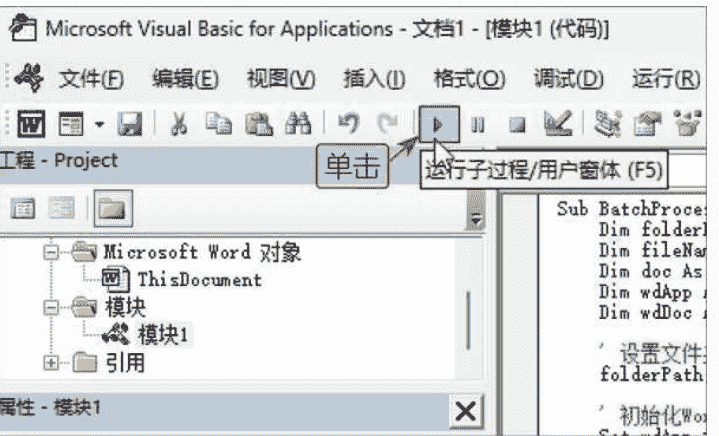 Microsoft Visual Basic for Applications - 文档1 - [模块1 (代码)]
文件(F) 编辑(E) 视图(V) 插入(I) 格式(O) 调试(D) 运行(R)
工程 - Project
单击
运行子过程/用户窗体 (F5)
Microsoft Word 对象
ThisDocument
模块
模块1
引用
属性 - 模块1
Sub BatchProce
Dim folder
Dim fileNa
Dim doc As
Dim wdApp
Dim wdDoc
' 设置文件
folderPath
' 初始化Wo